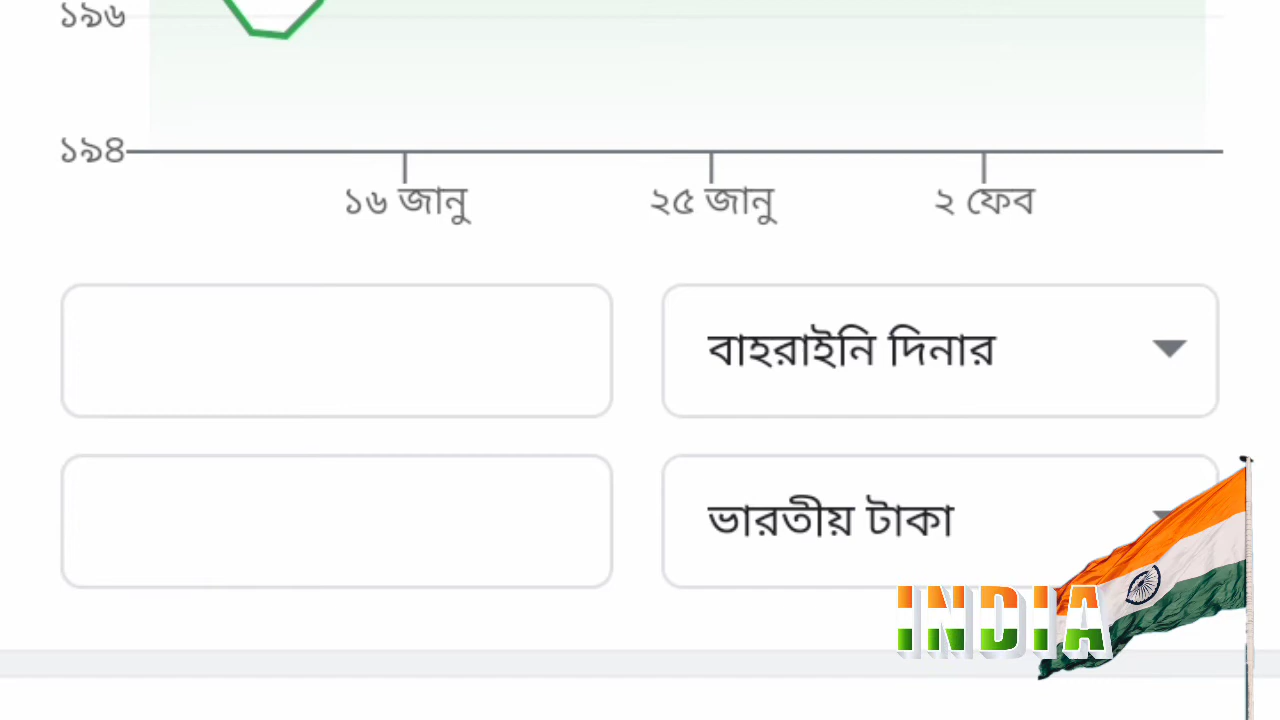 ১৯৬
১৯৪
১৬ জানু ২৫ জানু ২ ফেব
বাহরাইনি দিনার
ভারতীয় টাকা
INDIA